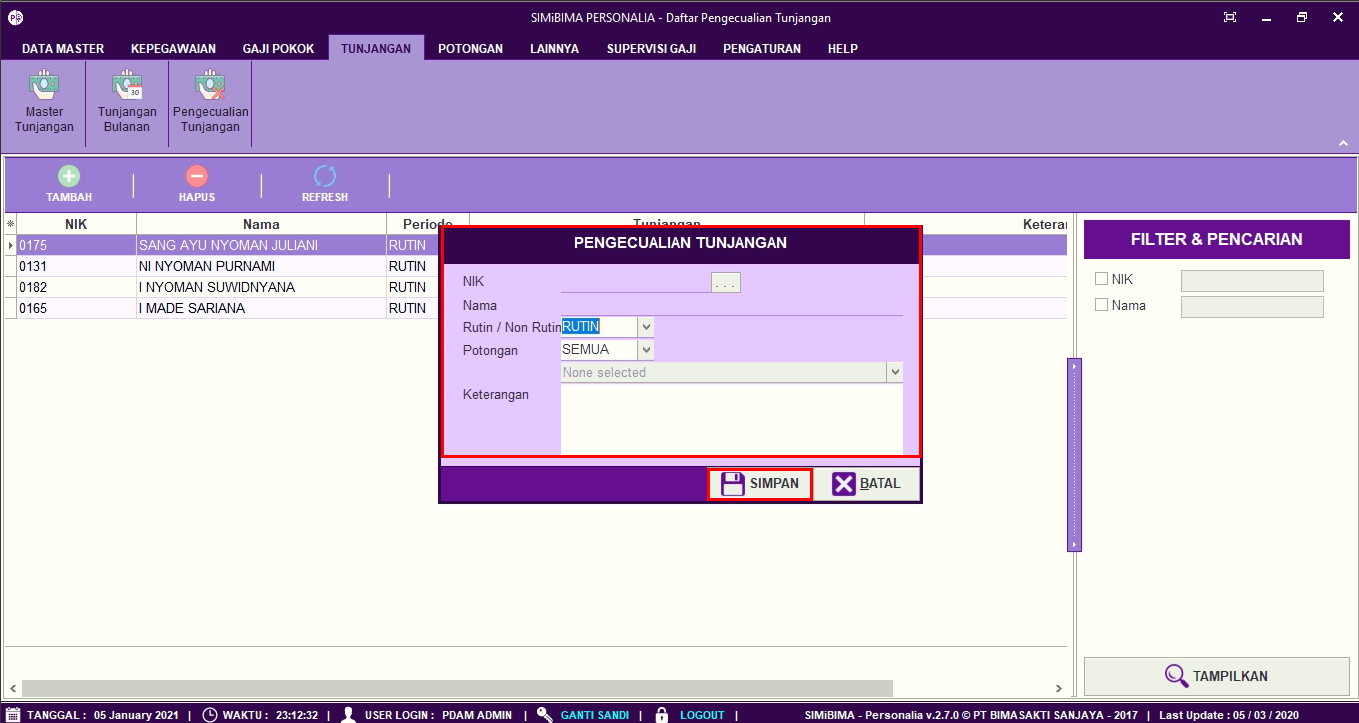 SIMiBIMA PERSONALIA - Daftar Pengecualian Tunjangan
DATA MASTER KEPEGAWAIAN GAJI POKOK TUNJANGAN POTONGAN LAINNYA SUPERVISI GAJI PENGATURAN HELP
30
Master Tunjangan Pengecualian
Tunjangan Bulanan Tunjangan
TAMBAH HAPUS REFRESH
NIK Nama Periode Tunjangan Keterar
0175 SANG AYU NYOMAN JULIANI RUTIN
0131 NI NYOMAN PURNAMI RUTIN
0182 I NYOMAN SUWIDNYANA RUTIN
0165 I MADE SARIANA RUTIN
PENGECUALIAN TUNJANGAN
NIK ...
Nama
Rutin / Non Rutin RUTIN
Potongan SEMUA
None selected
Keterangan
SIMPAN BATAL
FILTER & PENCARIAN
NIK
Nama
TAMPILKAN
TANGGAL : 05 January 2021 | WAKTU : 23:12:32 | USER LOGIN : PDAM ADMIN | GANTI SANDI | LOGOUT | SIMiBIMA - Personalia v.2.7.0 © PT BIMASAKTI SANJAYA - 2017 | Last Update : 05 / 03 / 2020